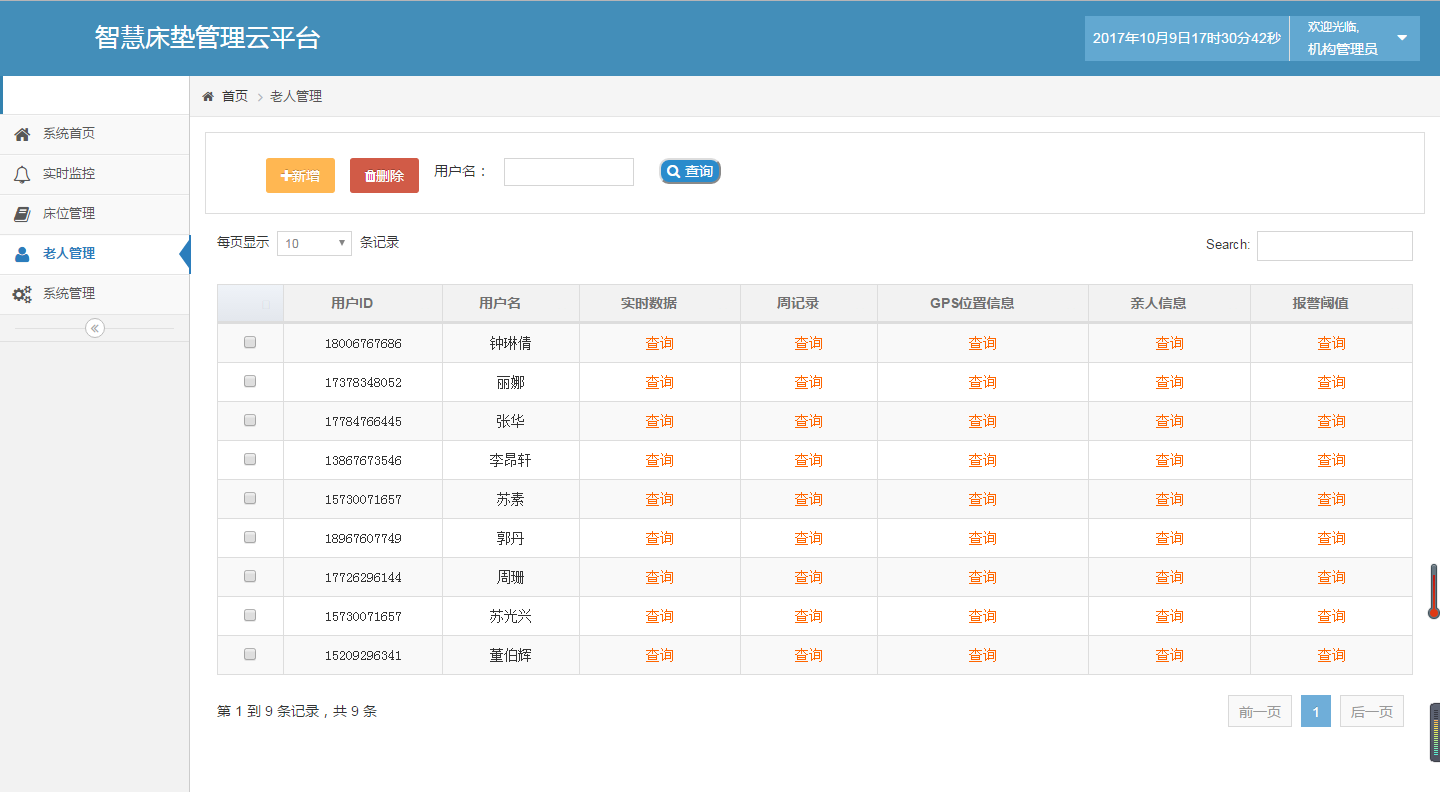 智慧床垫管理云平台
2017年10月9日17时30分42秒
欢迎光临,
机构管理员
首页 老人管理
系统首页
实时监控
床位管理
老人管理
系统管理
新增 删除 用户名： 查询
每页显示 10 条记录 Search:
用户ID 用户名 实时数据 周记录 GPS位置信息 亲人信息 报警阈值
18006767686 钟琳倩 查询 查询 查询 查询 查询
17378348052 丽娜 查询 查询 查询 查询 查询
17784766445 张华 查询 查询 查询 查询 查询
13867673546 李昂轩 查询 查询 查询 查询 查询
15730071657 苏素 查询 查询 查询 查询 查询
18967607749 郭丹 查询 查询 查询 查询 查询
17726296144 周珊 查询 查询 查询 查询 查询
15730071657 苏光兴 查询 查询 查询 查询 查询
15209296341 董伯辉 查询 查询 查询 查询 查询
第 1 到 9 条记录，共 9 条
前一页 1 后一页